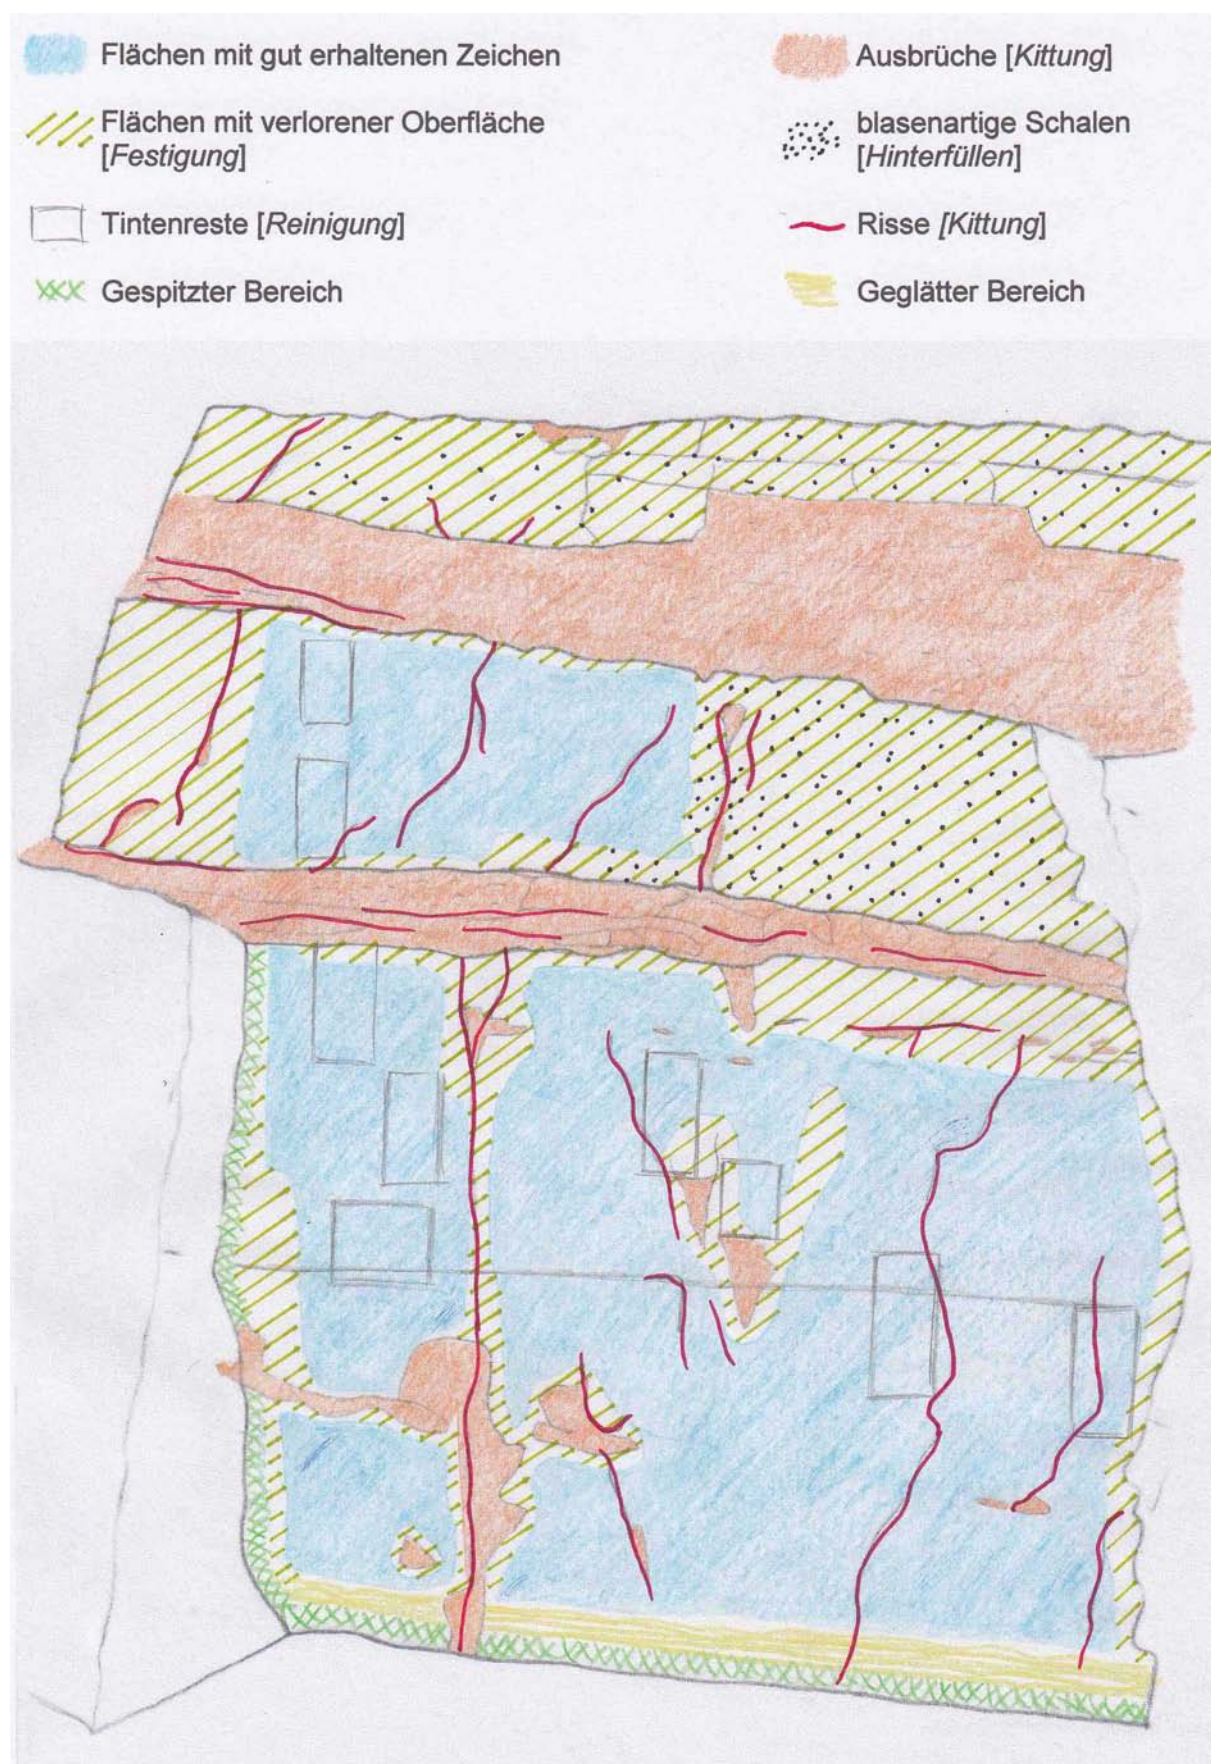 Flächen mit gut erhaltenen Zeichen
Flächen mit verlorener Oberfläche
[Festigung]
Tintenreste [Reinigung]
Gespitzter Bereich
Ausbrüche [Kittung]
blasenartige Schalen
[Hinterfüllen]
Risse [Kittung]
Geglätter Bereich